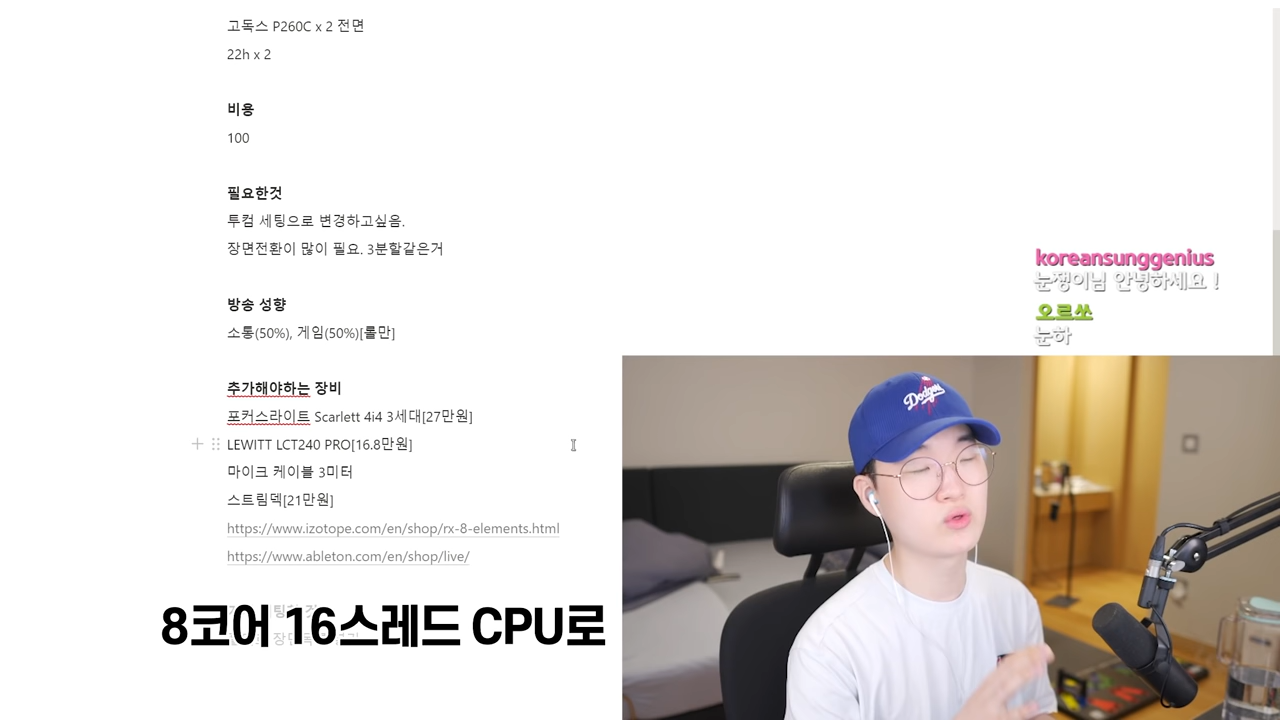 고독스 P260C x 2 전면
22h x 2
비용
100
필요한것
투컴 세팅으로 변경하고싶음.
장면전환이 많이 필요. 3분할같은거
방송 성향
소통(50%), 게임(50%)[롤만]
추가해야하는 장비
포커스라이트 Scarlett 4i4 3세대[27만원]
LEWITT LCT240 PRO[16.8만원]
마이크 케이블 3미터
스트림덱[21만원]
https://www.izottope.com/en/shop/rx-8-elements.html
https://www.ableton.com/en/shop/live/
8코어 16스레드 CPU로
koreansunggenius
눈쟁이님 안녕하세요 !
오르쏘
눈하
Dodgers